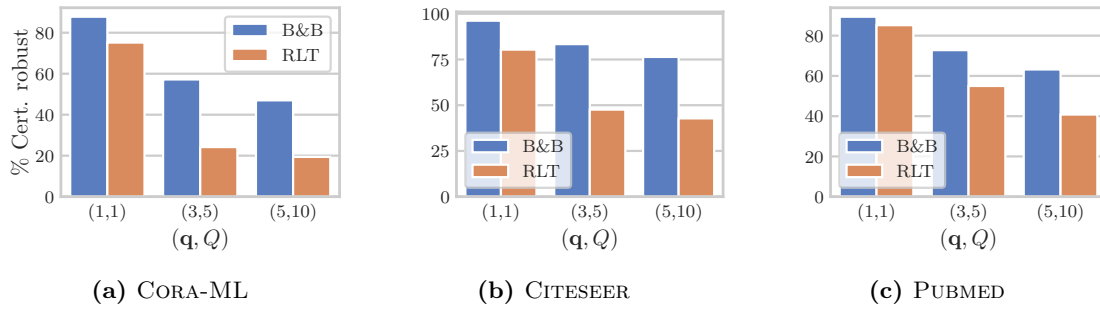 % Cert. robust
80
60
40
20
0
B&B
RLT
(1,1) (3,5) (5,10)
(q, Q)
(a) CORA-ML
100
75
50
25
0
B&B
RLT
(1,1) (3,5) (5,10)
(q, Q)
(b) CITESEER
80
60
40
20
0
B&B
RLT
(1,1) (3,5) (5,10)
(q, Q)
(c) PUBMED